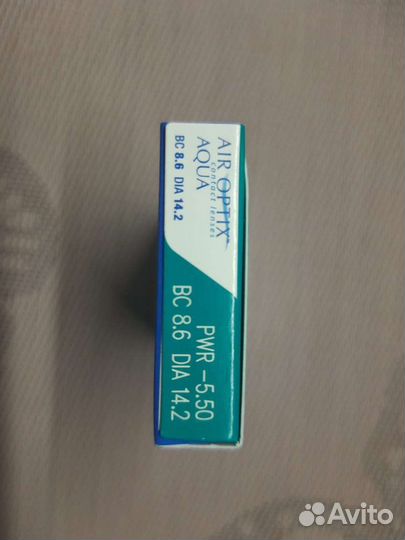 AIR OPTIX™
contact lenses
AQUA
BC 8.6 DIA 14.2
PWR –5.50
BC 8.6 DIA 14.2
Avito